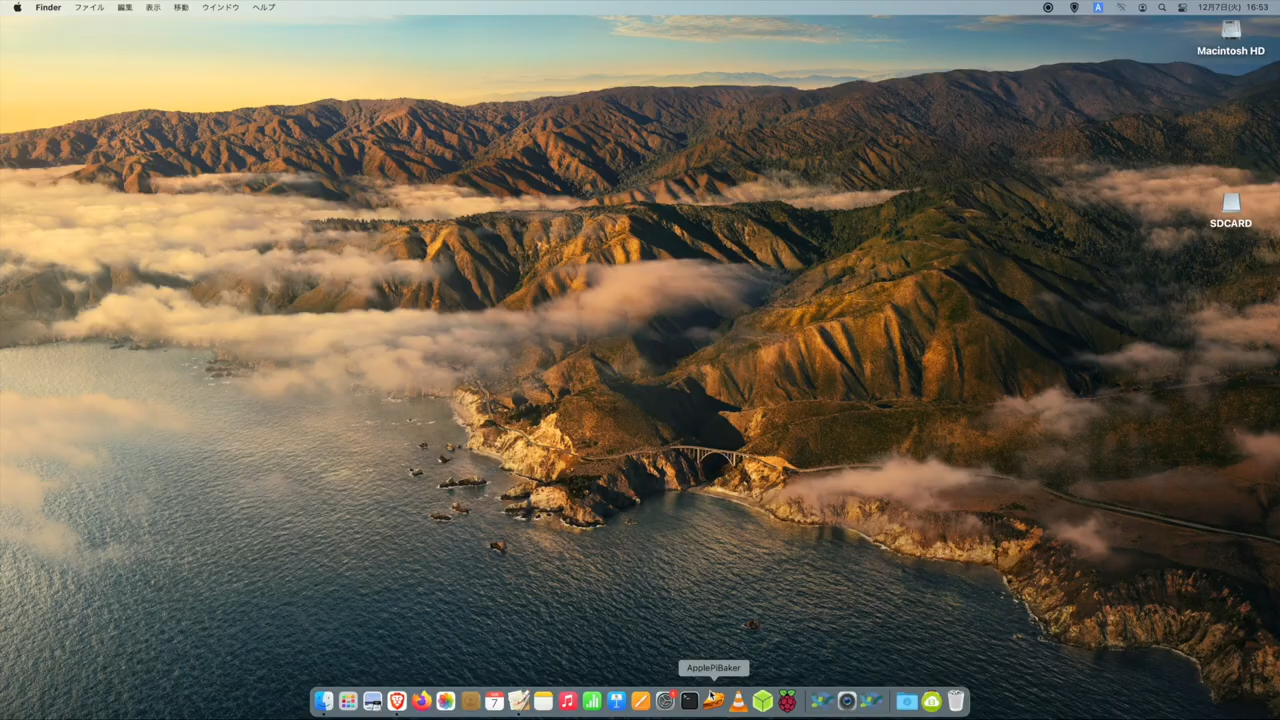 Finder ファイル 編集 表示 移動 ウインドウ ヘルプ A 12月7日(火) 16:53
Macintosh HD
SDCARD
ApplePiBaker
7